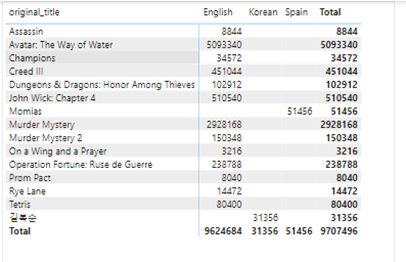 original_title English Korean Spain Total
Assassin 8844 8844
Avatar: The Way of Water 5093340 5093340
Champions 34572 34572
Creed III 451044 451044
Dungeons & Dragons: Honor Among Thieves 102912 102912
John Wick: Chapter 4 510540 510540
Momias 51456 51456
Murder Mystery 2928168 2928168
Murder Mystery 2 150348 150348
On a Wing and a Prayer 3216 3216
Operation Fortune: Ruse de Guerre 238788 238788
Prom Pact 8040 8040
Rye Lane 14472 14472
Tetris 80400 80400
길복순 31356 31356
Total 9624684 31356 51456 9707496